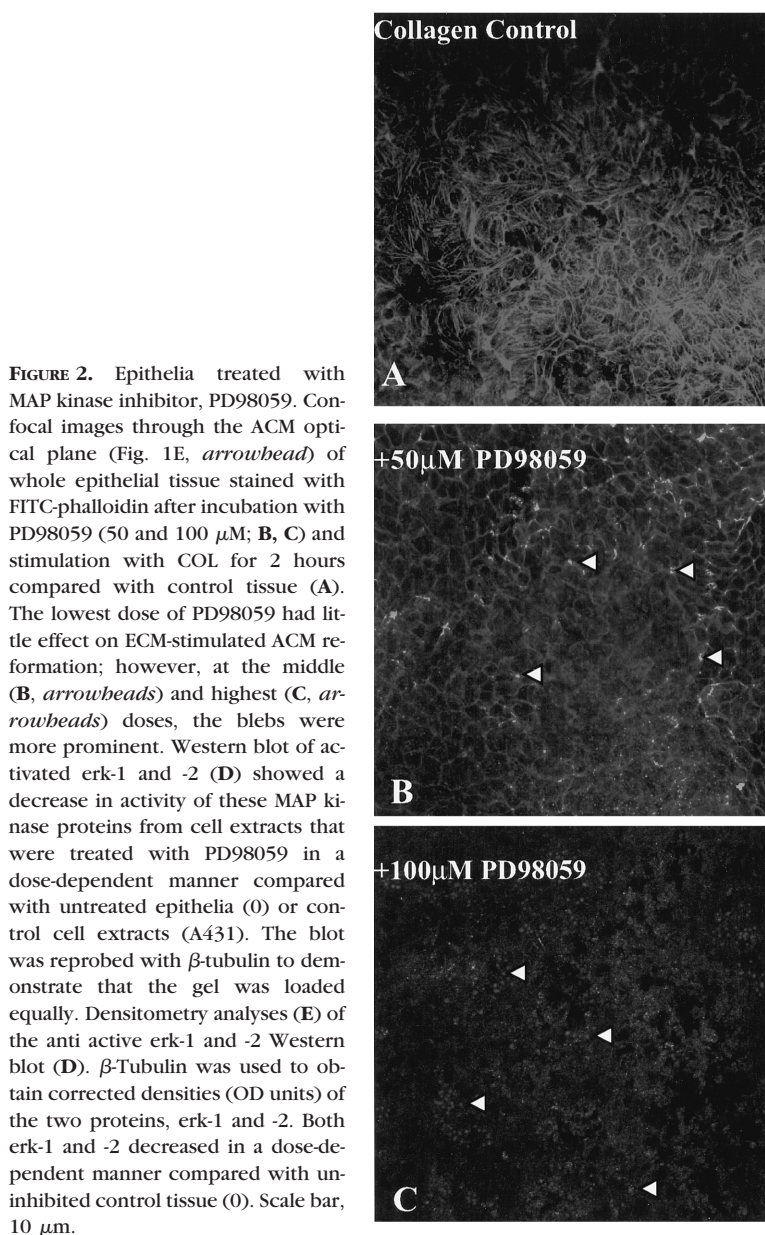 Collagen Control
A
FIGURE 2. Epithelia treated with
MAP kinase inhibitor, PD98059. Con-
focal images through the ACM opti-
cal plane (Fig. 1E, arrowhead) of
whole epithelial tissue stained with
FITC-phalloidin after incubation with
PD98059 (50 and 100 μM; B, C) and
stimulation with COL for 2 hours
compared with control tissue (A).
The lowest dose of PD98059 had lit-
tle effect on ECM-stimulated ACM re-
formation; however, at the middle
(B, arrowheads) and highest (C, ar-
rowheads) doses, the blebs were
more prominent. Western blot of ac-
tivated erk-1 and -2 (D) showed a
decrease in activity of these MAP ki-
nase proteins from cell extracts that
were treated with PD98059 in a
dose-dependent manner compared
with untreated epithelia (0) or con-
trol cell extracts (A431). The blot
was reprobed with β-tubulin to dem-
onstrate that the gel was loaded
equally. Densitometry analyses (E) of
the anti active erk-1 and -2 Western
blot (D). β-Tubulin was used to ob-
tain corrected densities (OD units) of
the two proteins, erk-1 and -2. Both
erk-1 and -2 decreased in a dose-de-
pendent manner compared with un-
inhibited control tissue (0). Scale bar,
10 μm.
+50μM PD98059
B
+100μM PD98059
C